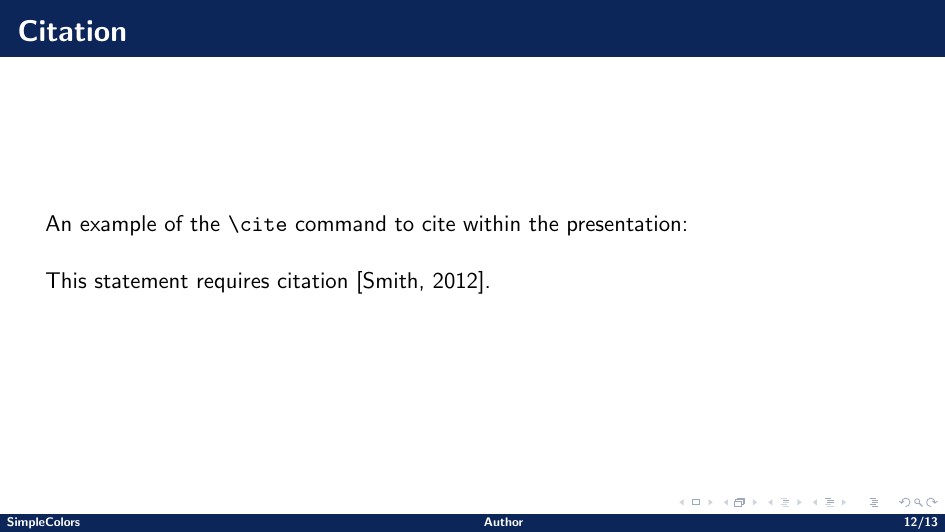 Citation
An example of the \cite command to cite within the presentation:
This statement requires citation [Smith, 2012].
SimpleColors
Author
12/13